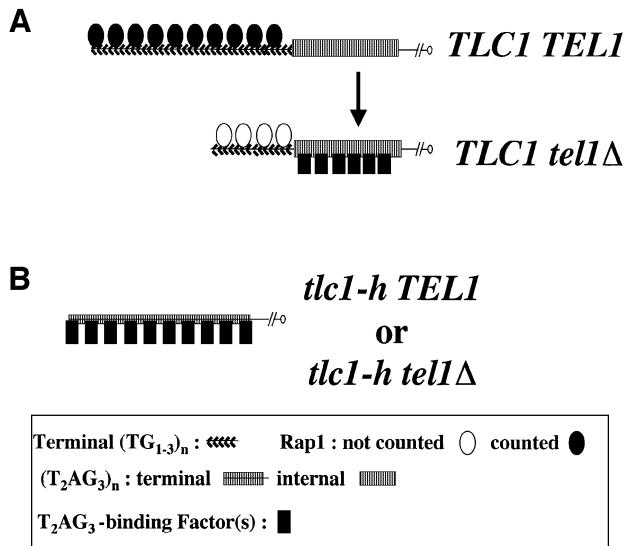 A
TLC1 TEL1
TLC1 tel1Δ
B
tlc1-h TEL1
or
tlc1-h tel1Δ
Terminal (TG1-3)n : Rap1 : not counted counted
(T2AG3)n : terminal internal
T2AG3-binding Factor(s) :